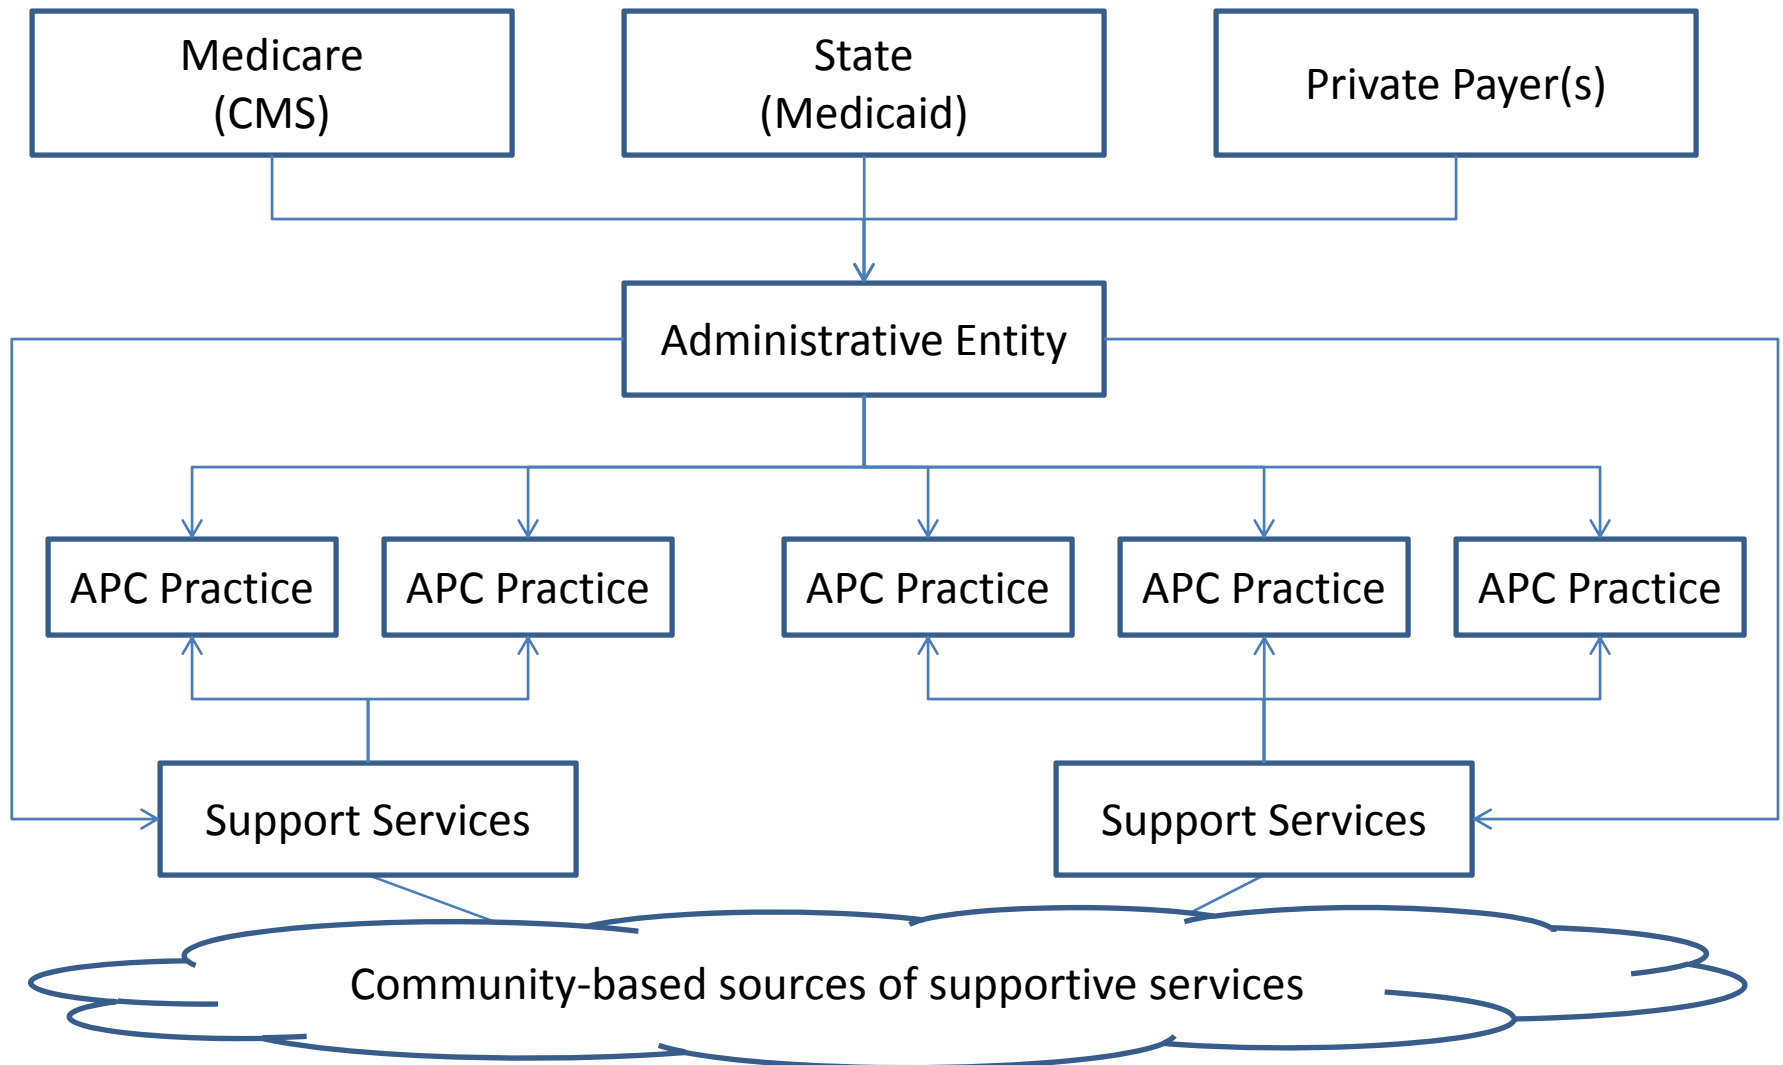 Medicare
(CMS)
State
(Medicaid)
Private Payer(s)
Administrative Entity
APC Practice
APC Practice
APC Practice
APC Practice
APC Practice
Support Services
Support Services
Community-based sources of supportive services